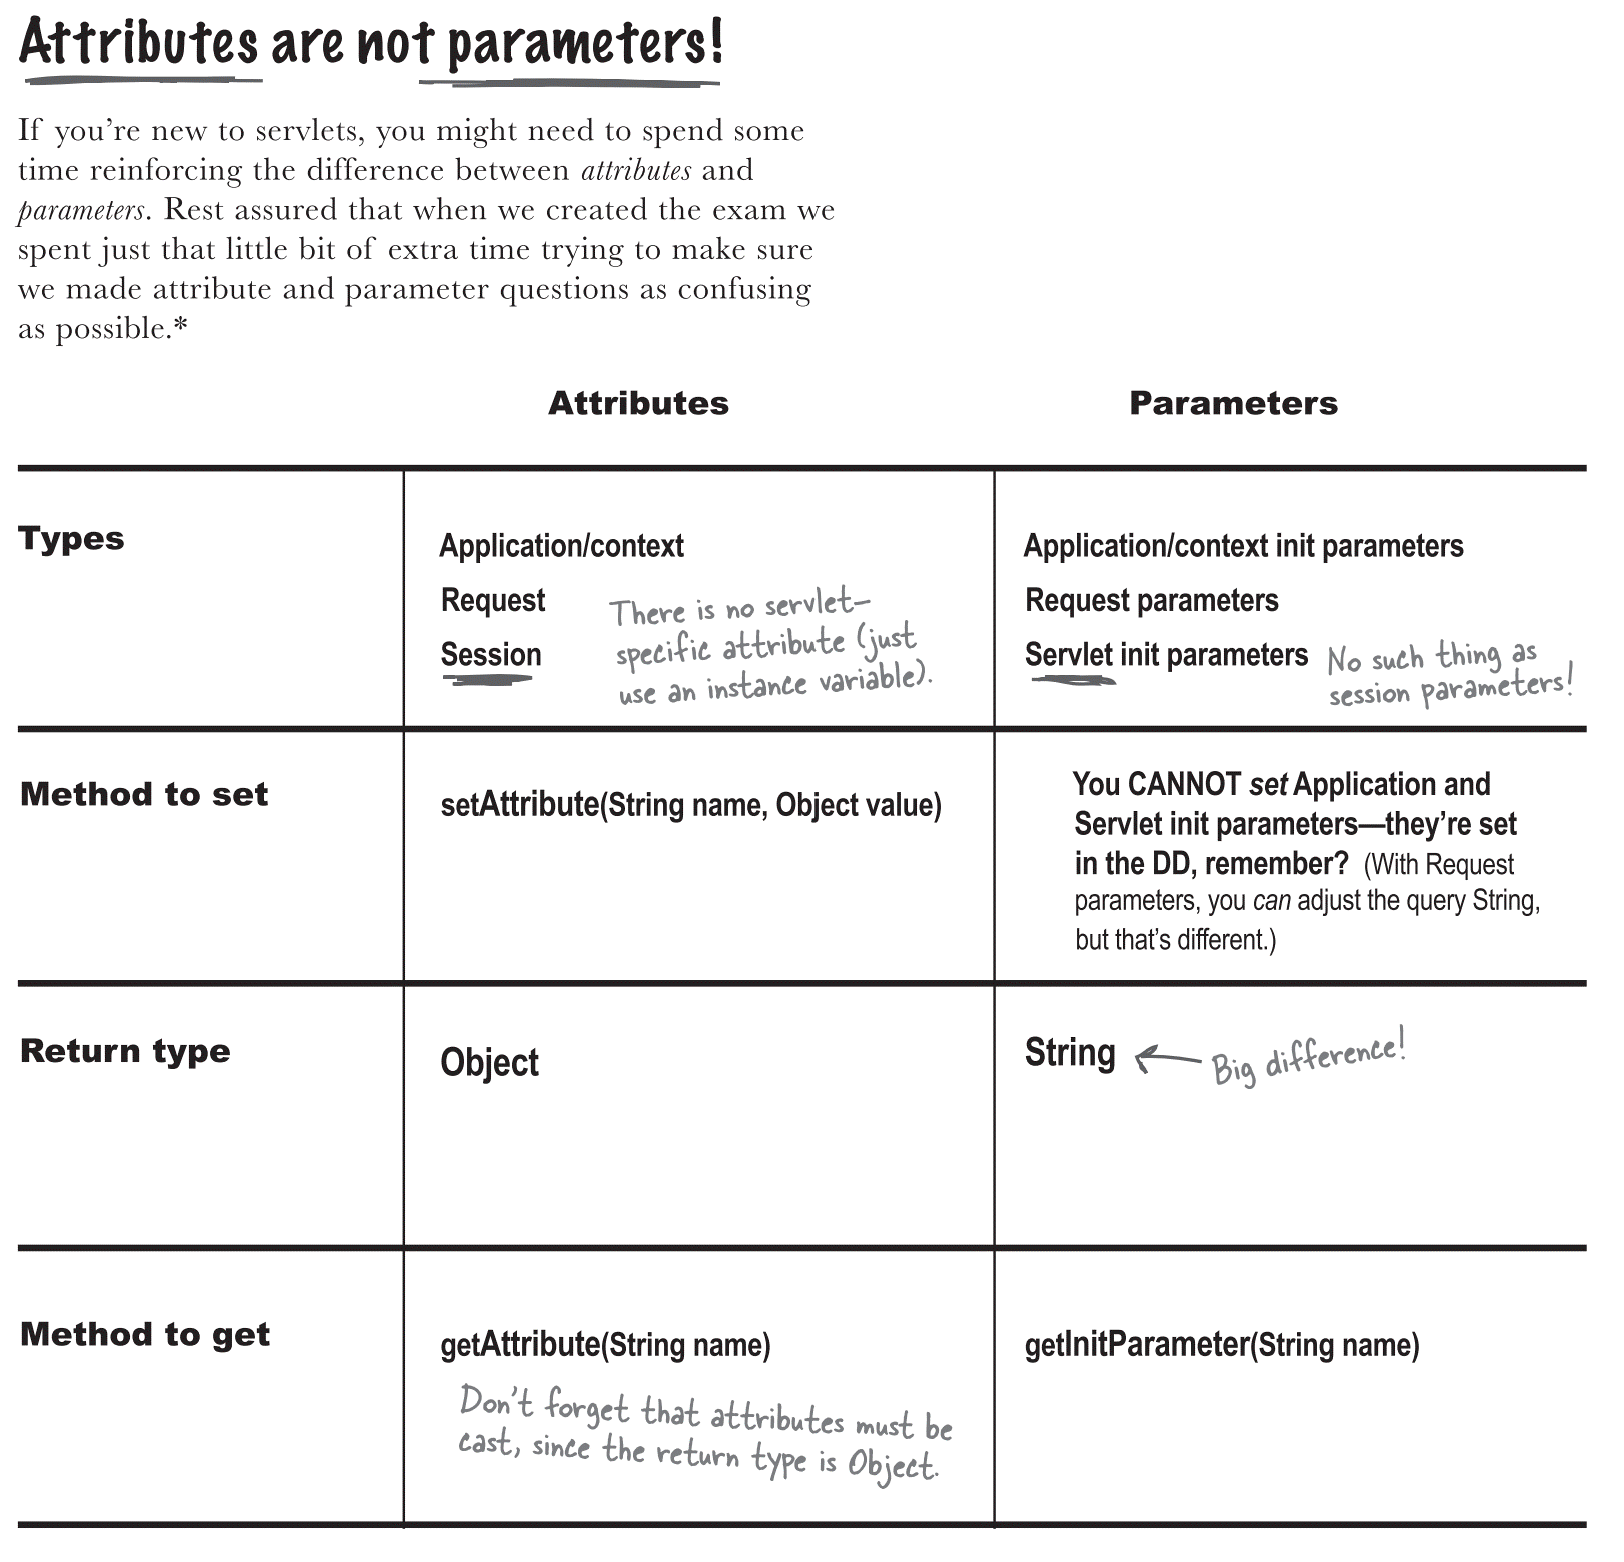 Attributes are not parameters!
If you’re new to servlets, you might need to spend some
time reinforcing the difference between attributes and
parameters. Rest assured that when we created the exam we
spent just that little bit of extra time trying to make sure
we made attribute and parameter questions as confusing
as possible.*
Attributes
Parameters
Types
Application/context
Request
Session
There is no servlet-
specific attribute (just
use an instance variable).
Application/context init parameters
Request parameters
Servlet init parameters
No such thing as
session parameters!
Method to set
setAttribute(String name, Object value)
You CANNOT set Application and
Servlet init parameters—they’re set
in the DD, remember? (With Request
parameters, you can adjust the query String,
but that’s different.)
Return type
Object
String
Big difference!
Method to get
getAttribute(String name)
Don’t forget that attributes must be
cast, since the return type is Object.
getInitParameter(String name)